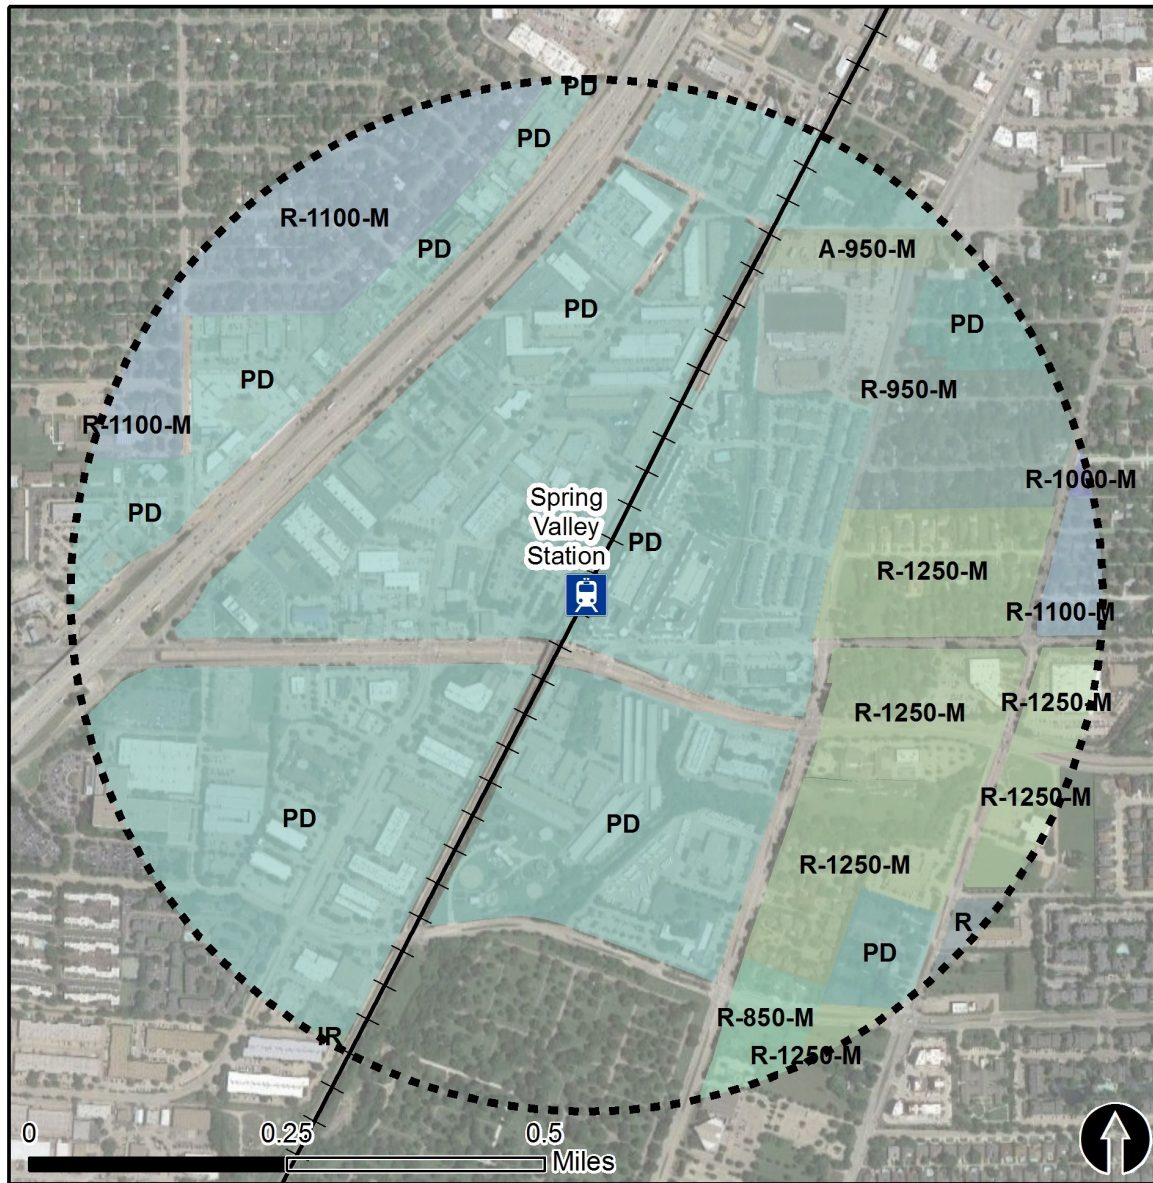 PD
PD
R-1100-M
PD
A-950-M
PD
PD
PD
R-950-M
R-1100-M
R-1000-M
PD
Spring
Valley
Station
PD
R-1250-M
R-1100-M
R-1250-M
R-1250-M
R-1250-M
PD
PD
R-1250-M
R
PD
R-850-M
IR
R-1250-M
0
0.25
0.5
Miles